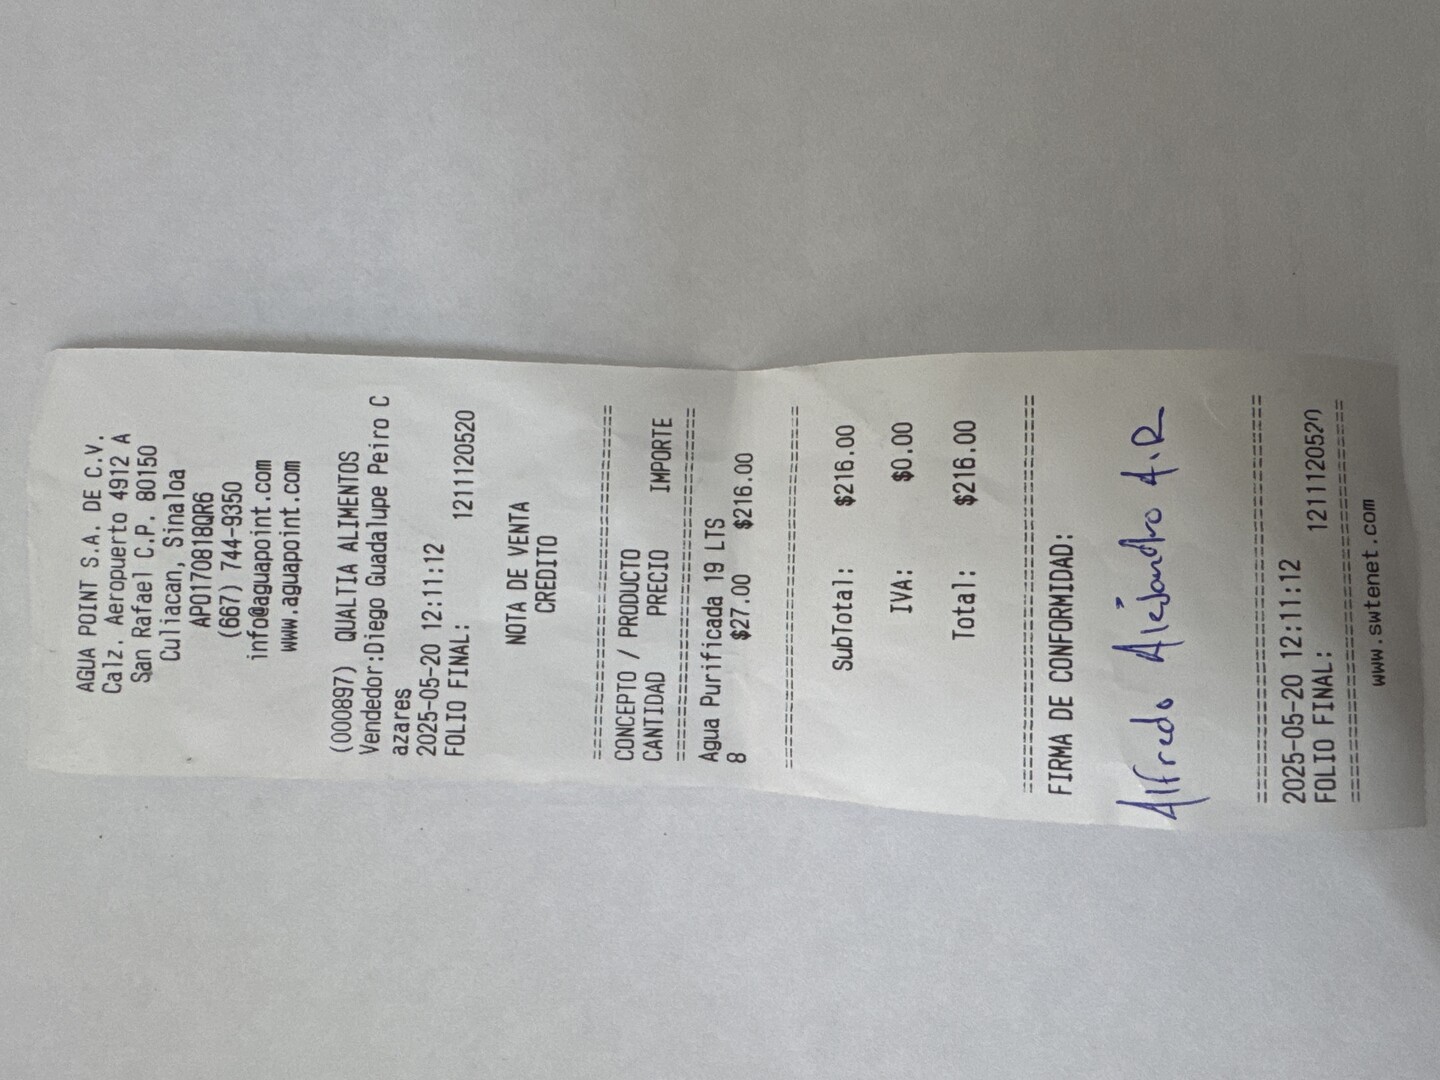 AGUA POINT S.A. DE C.V.
Calz. Aeropuerto 4912 A
San Rafael C.P. 80150
Culiacan, Sinaloa
APO170818QR6
(667) 744-9350
info@aguapoint.com
www.aguapoint.com
(000897) QUALTIA ALIMENTOS
Vendedor:Diego Guadalupe Peiro C
azares
2025-05-20 12:11:12
FOLIO FINAL: 1211120520
NOTA DE VENTA
CREDITO
CONCEPTO / PRODUCTO
CANTIDAD PRECIO IMPORTE
Agua Purificada 19 LTS
8 $27.00 $216.00
SubTotal: $216.00
IVA: $0.00
Total: $216.00
FIRMA DE CONFORMIDAD:
Alfredo Alejandro A.R
2025-05-20 12:11:12
FOLIO FINAL: 1211120520
www.swtenet.com